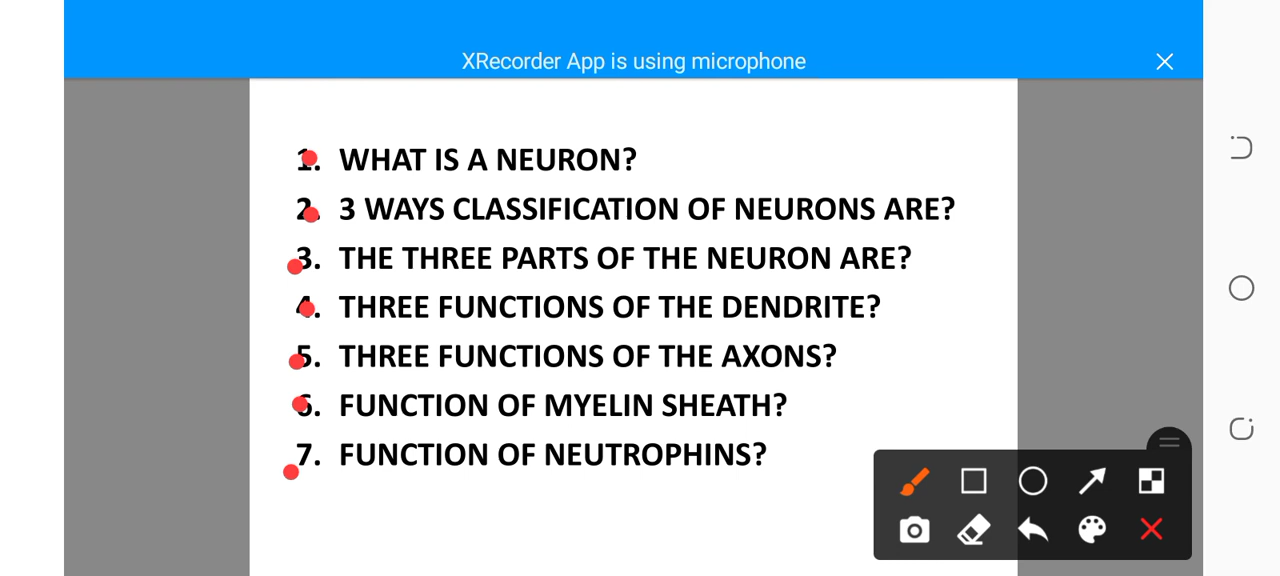 XRecorder App is using microphone
1. WHAT IS A NEURON?
2. 3 WAYS CLASSIFICATION OF NEURONS ARE?
3. THE THREE PARTS OF THE NEURON ARE?
4. THREE FUNCTIONS OF THE DENDRITE?
5. THREE FUNCTIONS OF THE AXONS?
6. FUNCTION OF MYELIN SHEATH?
7. FUNCTION OF NEUTROPHINS?